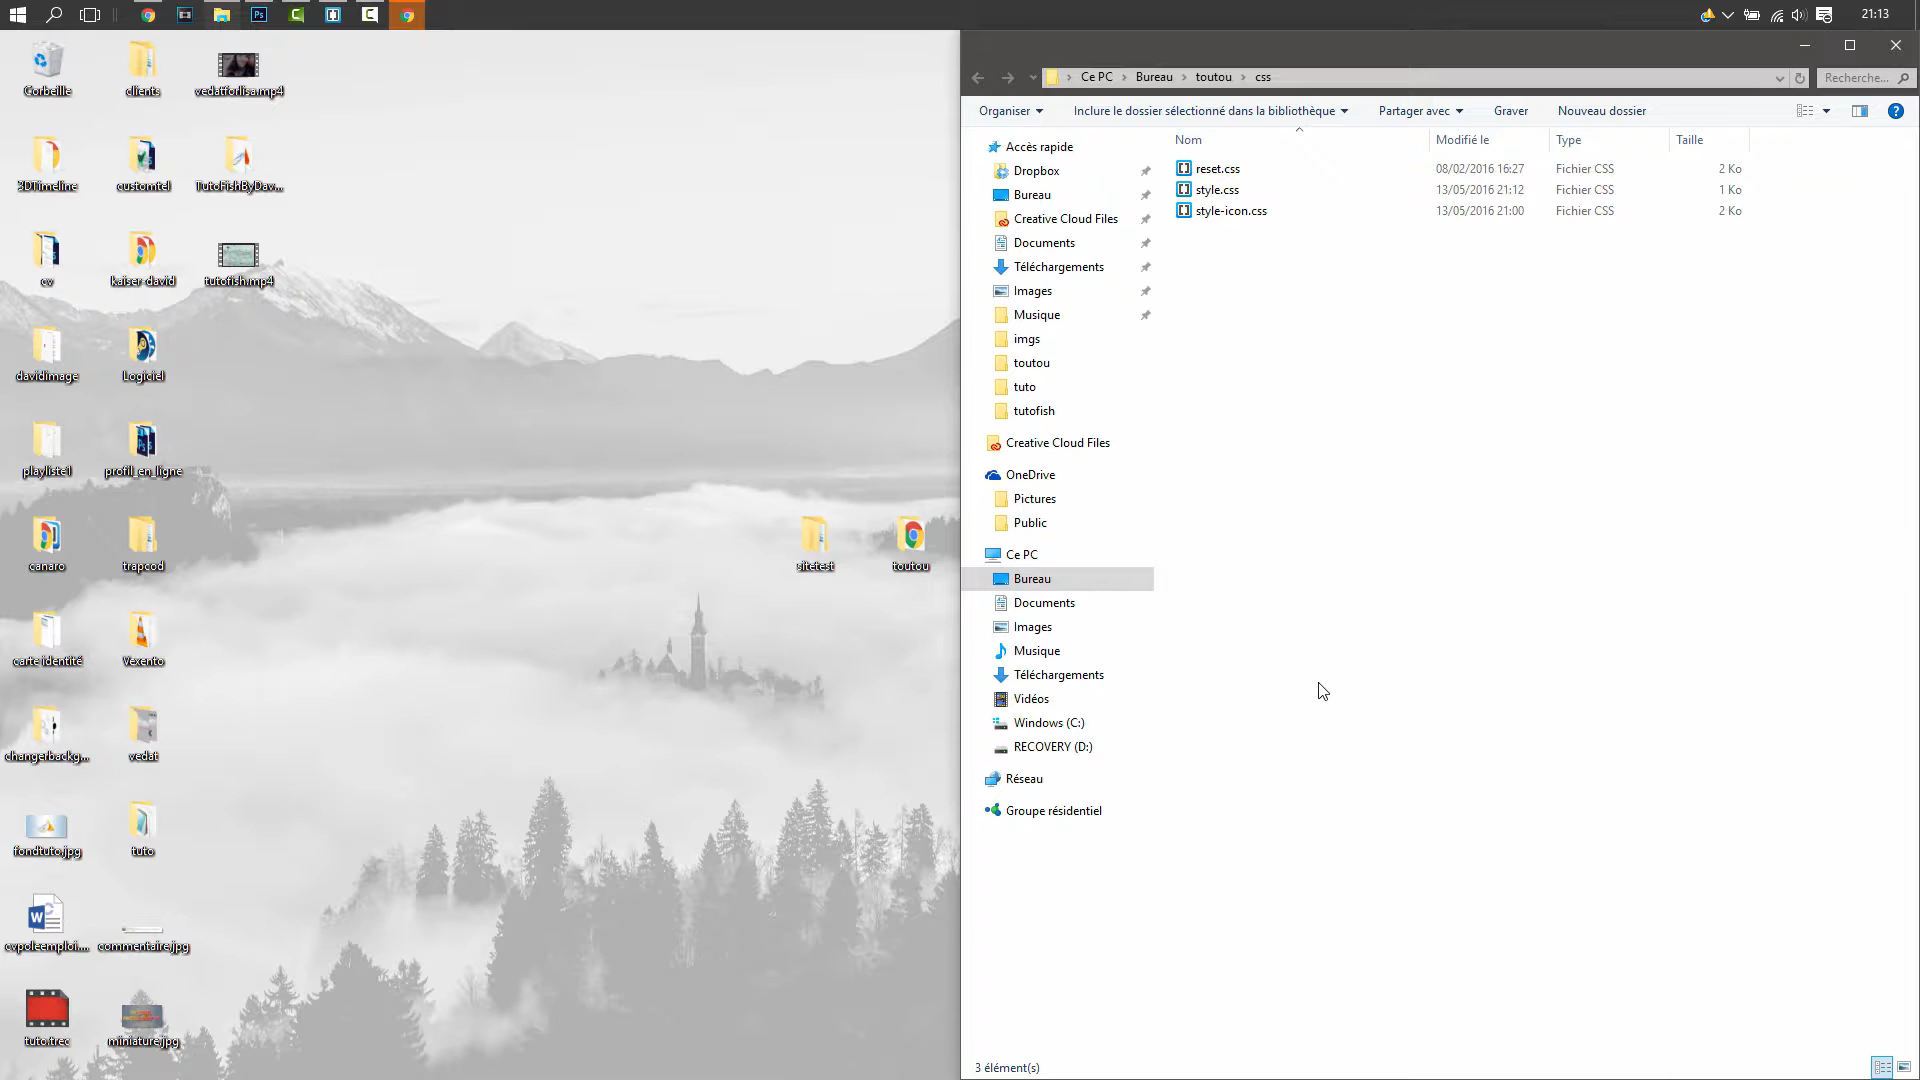 21:13
Corbeille
clients
vedatforlisa.mp4
3DTimeline
customtel
TutoFishByDav...
cv
kaiser-david
tutofish.mp4
davidimage
Logiciel
playliste1
profil_en_ligne
canaro
trapcod
sitetest
toutou
carte identité
Vexento
changerbackg...
vedat
fondtuto.jpg
tuto
cvpoleemploi....
commentaire.jpg
tuto.trec
miniature.jpg
Ce PC
Bureau
toutou
css
Recherche...
Organiser
Inclure le dossier sélectionné dans la bibliothèque
Partager avec
Graver
Nouveau dossier
Nom
Modifié le
Type
Taille
reset.css 08/02/2016 16:27 Fichier CSS 2 Ko
style.css 13/05/2016 21:12 Fichier CSS 1 Ko
style-icon.css 13/05/2016 21:00 Fichier CSS 2 Ko
Accès rapide
Dropbox
Bureau
Creative Cloud Files
Documents
Téléchargements
Images
Musique
imgs
toutou
tuto
tutofish
Creative Cloud Files
OneDrive
Pictures
Public
Ce PC
Bureau
Documents
Images
Musique
Téléchargements
Vidéos
Windows (C:)
RECOVERY (D:)
Réseau
Groupe résidentiel
3 élément(s)